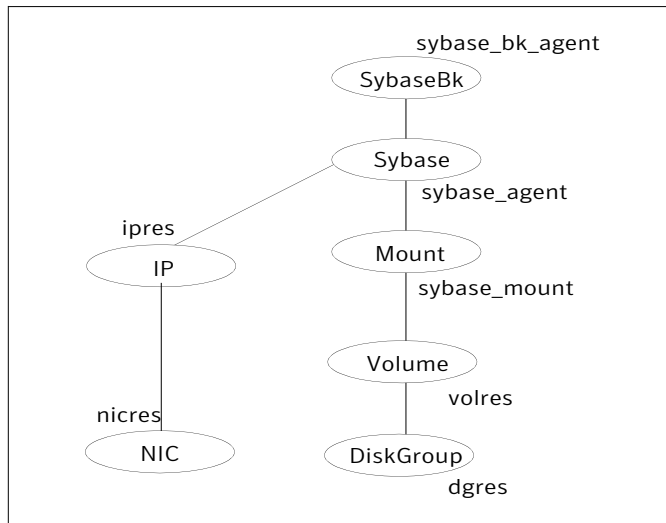 sybase_bk_agent
SybaseBk
Sybase
sybase_agent
ipres
IP
Mount
sybase_mount
Volume
volres
nicres
NIC
DiskGroup
dgres